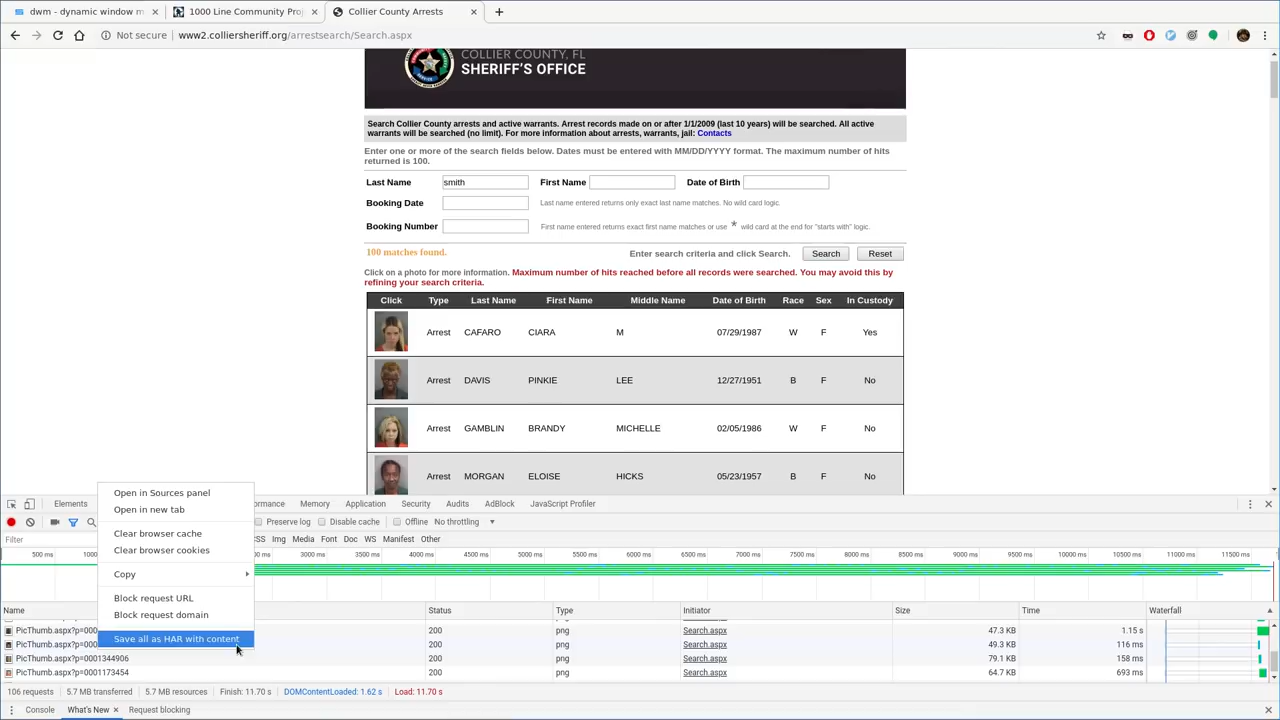 dwm - dynamic window m
1000 Line Community Pro
Collier County Arrests
Not secure
www2.colliersheriff.org/arrestsearch/Search.aspx
COLLIER COUNTY, FL
SHERIFF'S OFFICE
Search Collier County arrests and active warrants. Arrest records made on or after 1/1/2009 (last 10 years) will be searched. All active
warrants will be searched (no limit). For more information about arrests, warrants, jail: Contacts
Enter one or more of the search fields below. Dates must be entered with MM/DD/YYYY format. The maximum number of hits
returned is 100.
Last Name smith First Name Date of Birth
Booking Date Last name entered returns only exact last name matches. No wild card logic.
Booking Number First name entered returns exact first name matches or use * wild card at the end for "starts with" logic.
100 matches found. Enter search criteria and click Search. Search Reset
Click on a photo for more information. Maximum number of hits reached before all records were searched. You may avoid this by
refining your search criteria.
Click Type Last Name First Name Middle Name Date of Birth Race Sex In Custody
Arrest CAFARO CIARA M 07/29/1987 W F Yes
Arrest DAVIS PINKIE LEE 12/27/1951 B F No
Arrest GAMBLIN BRANDY MICHELLE 02/05/1986 W F No
Arrest MORGAN ELOISE HICKS 05/23/1957 B F No
Open in Sources panel
Open in new tab
Clear browser cache
Clear browser cookies
Copy
Block request URL
Block request domain
Save all as HAR with content
Elements ormance Memory Application Security Audits AdBlock JavaScript Profiler
Preserve log Disable cache Offline No throttling
Filter CSS Img Media Font Doc WS Manifest Other
500 ms 1000 ms 3000 ms 3500 ms 4000 ms 4500 ms 5000 ms 5500 ms 6000 ms 6500 ms 7000 ms 7500 ms 8000 ms 8500 ms 9000 ms 9500 ms 10000 ms 10500 ms 11000 ms 11500 ms
Name Status Type Initiator Size Time Waterfall
PicThumb.aspx?p=000 200 png Search.aspx 47.3 KB 1.15 s
PicThumb.aspx?p=000 200 png Search.aspx 49.3 KB 116 ms
PicThumb.aspx?p=0001344906 200 png Search.aspx 79.1 KB 158 ms
PicThumb.aspx?p=0001173454 200 png Search.aspx 64.7 KB 693 ms
106 requests 5.7 MB transferred 5.7 MB resources Finish: 11.70 s DOMContentLoaded: 1.62 s Load: 11.70 s
Console What's New Request blocking